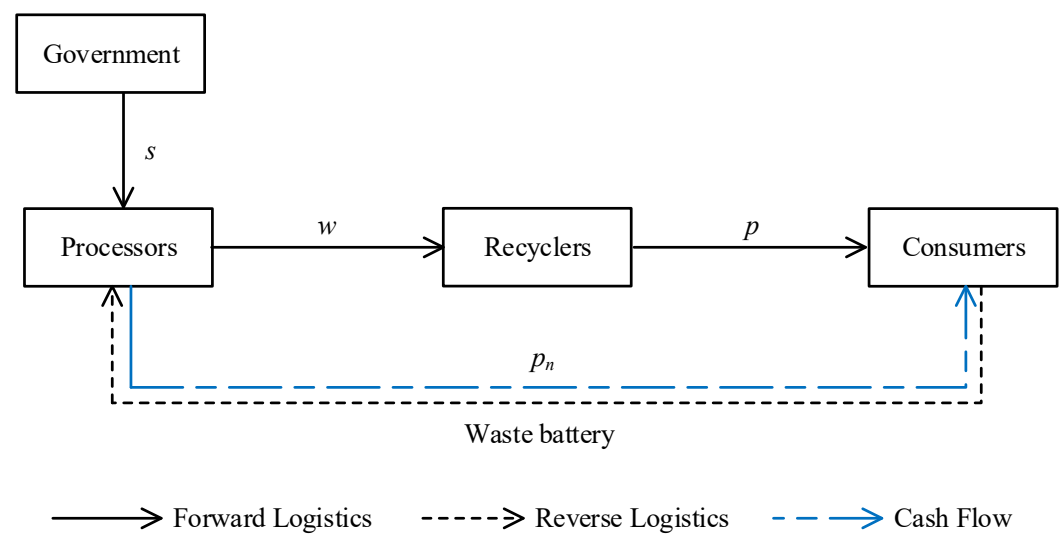 Government
s
Processors
w
Recyclers
p
Consumers
pₙ
Waste battery
Forward Logistics
Reverse Logistics
Cash Flow